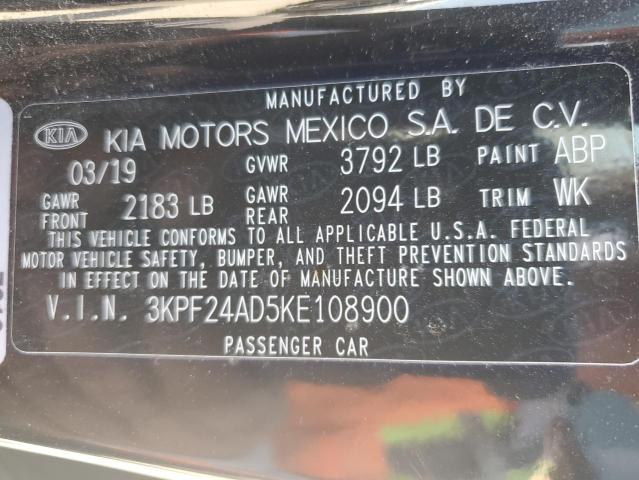 MANUFACTURED BY
KIA KIA MOTORS MEXICO S.A. DE C.V.
03/19 GVWR 3792 LB PAINT ABP
GAWR FRONT 2183 LB GAWR REAR 2094 LB TRIM WK
THIS VEHICLE CONFORMS TO ALL APPLICABLE U.S.A. FEDERAL
MOTOR VEHICLE SAFETY, BUMPER, AND THEFT PREVENTION STANDARDS
IN EFFECT ON THE DATE OF MANUFACTURE SHOWN ABOVE.
V.I.N. 3KPF24AD5KE108900
PASSENGER CAR